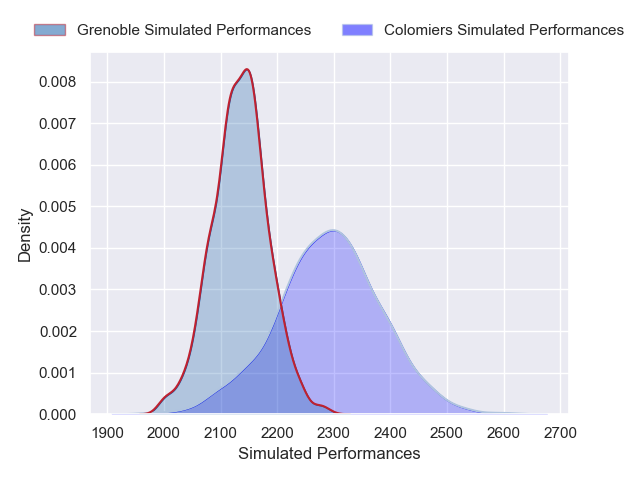 Grenoble Simulated Performances
Colomiers Simulated Performances
0.008
0.007
0.006
0.005
0.004
0.003
0.002
0.001
0.000
Density
1900 2000 2100 2200 2300 2400 2500 2600 2700
Simulated Performances